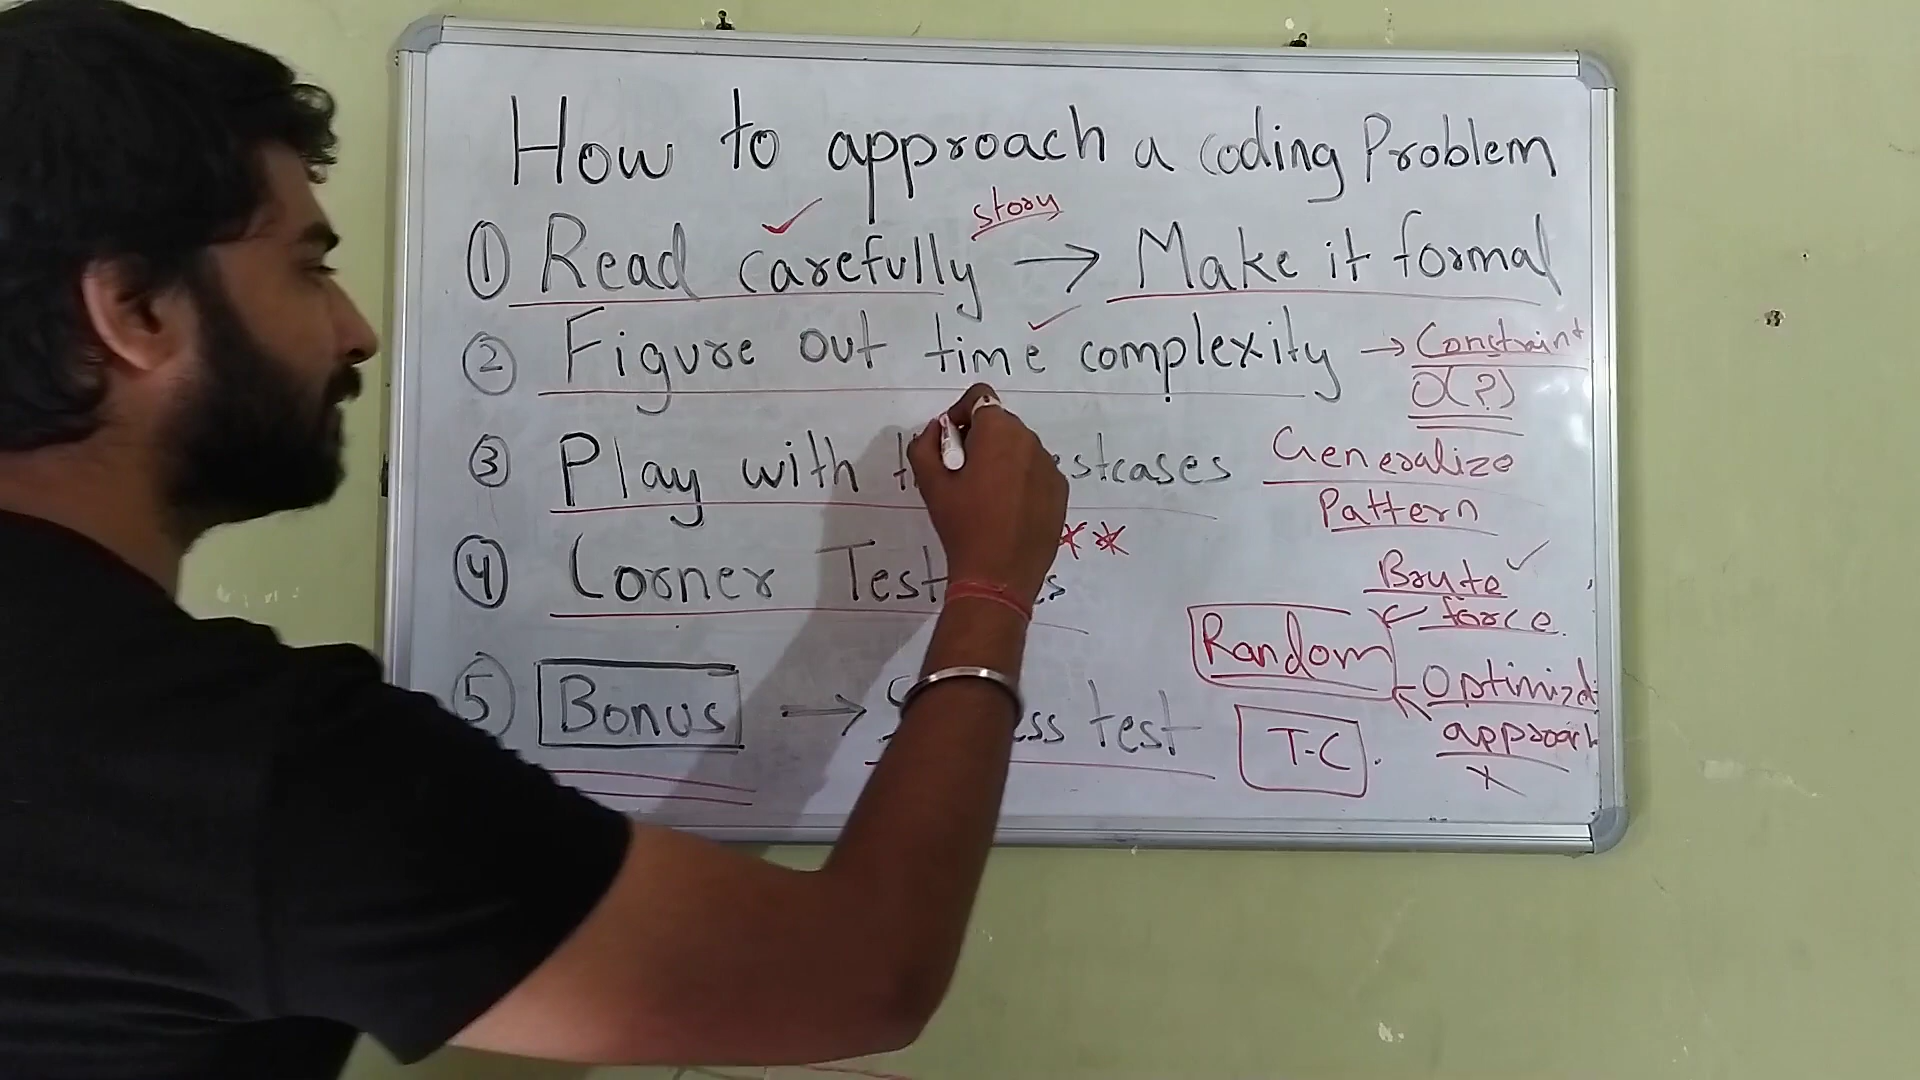 How to approach a coding Problem
story
① Read carefully → Make it formal
② Figure out time complexity → Constraint
O(?)
③ Play with testcases Generalize
Pattern
④ Corner Test
**
Brute
force.
Random
Optimized
⑤ Bonus → test
T-C.
approach
x